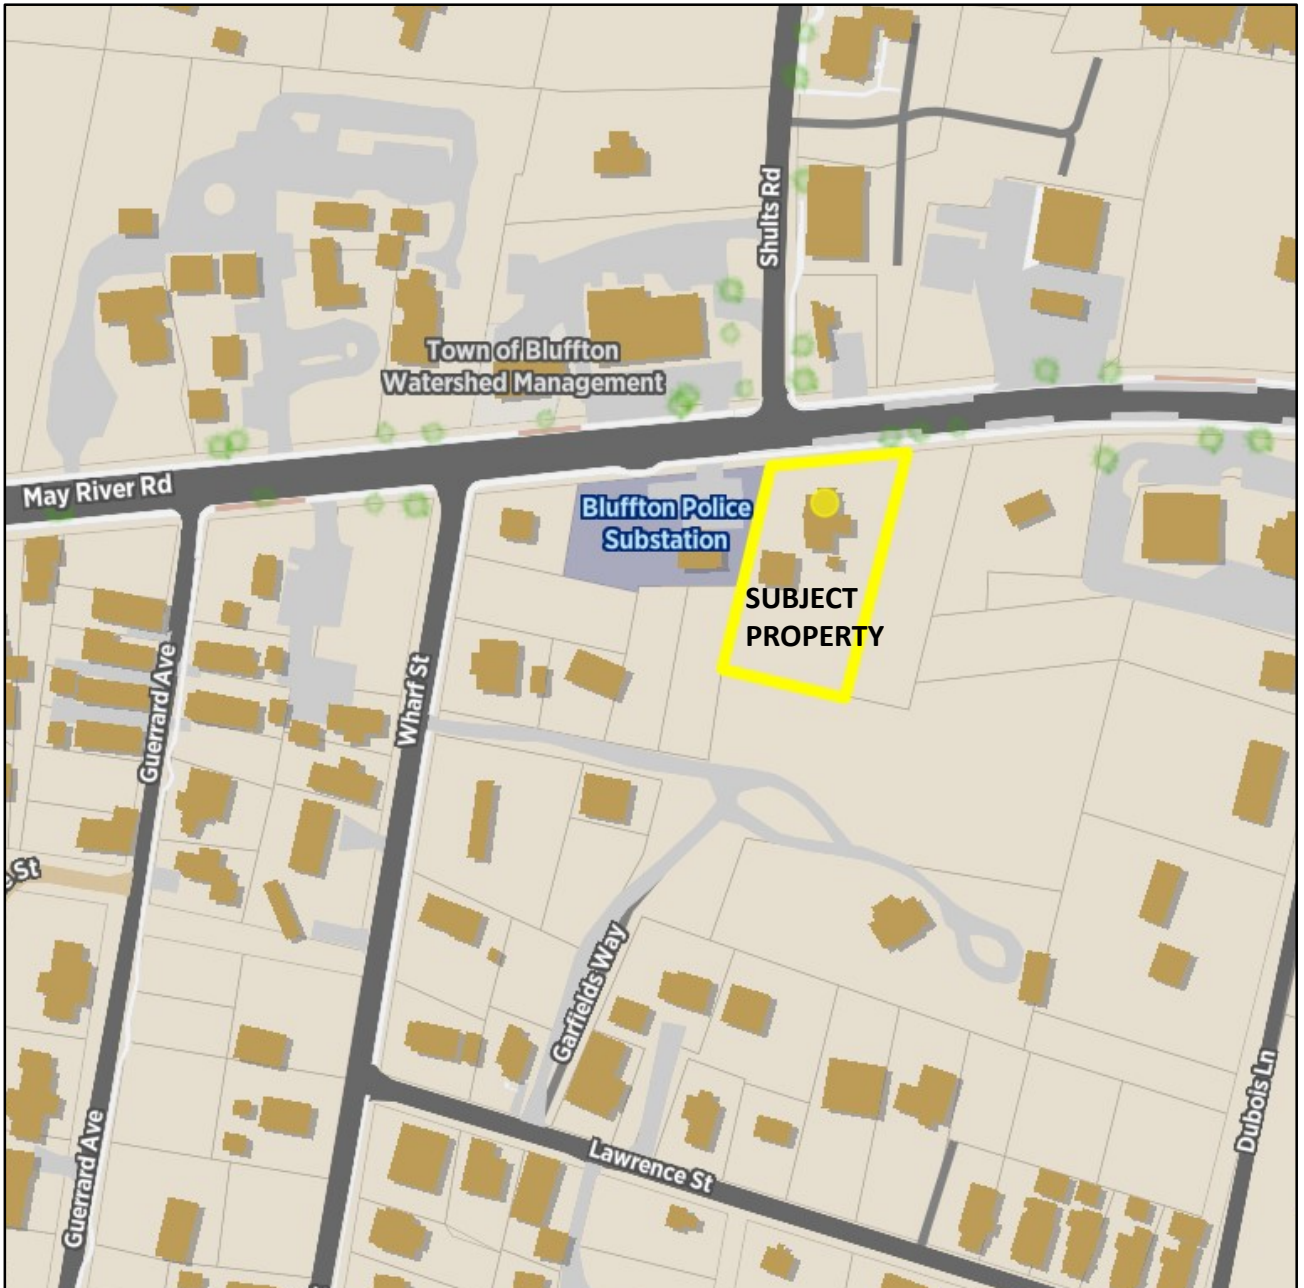 Shults Rd
Town of Bluffton
Watershed Management
May River Rd
Bluffton Police
Substation
SUBJECT
PROPERTY
Guerrard Ave
Wharf St
St
Garfields Way
Dubois Ln
Guerrard Ave
Lawrence St